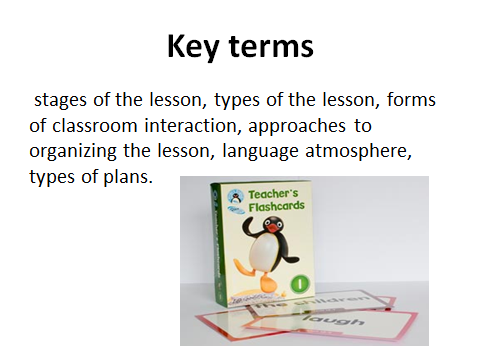 Key terms
stages of the lesson, types of the lesson, forms
of classroom interaction, approaches to
organizing the lesson, language atmosphere,
types of plans.
Teacher's
Flashcards
1
the children
laugh